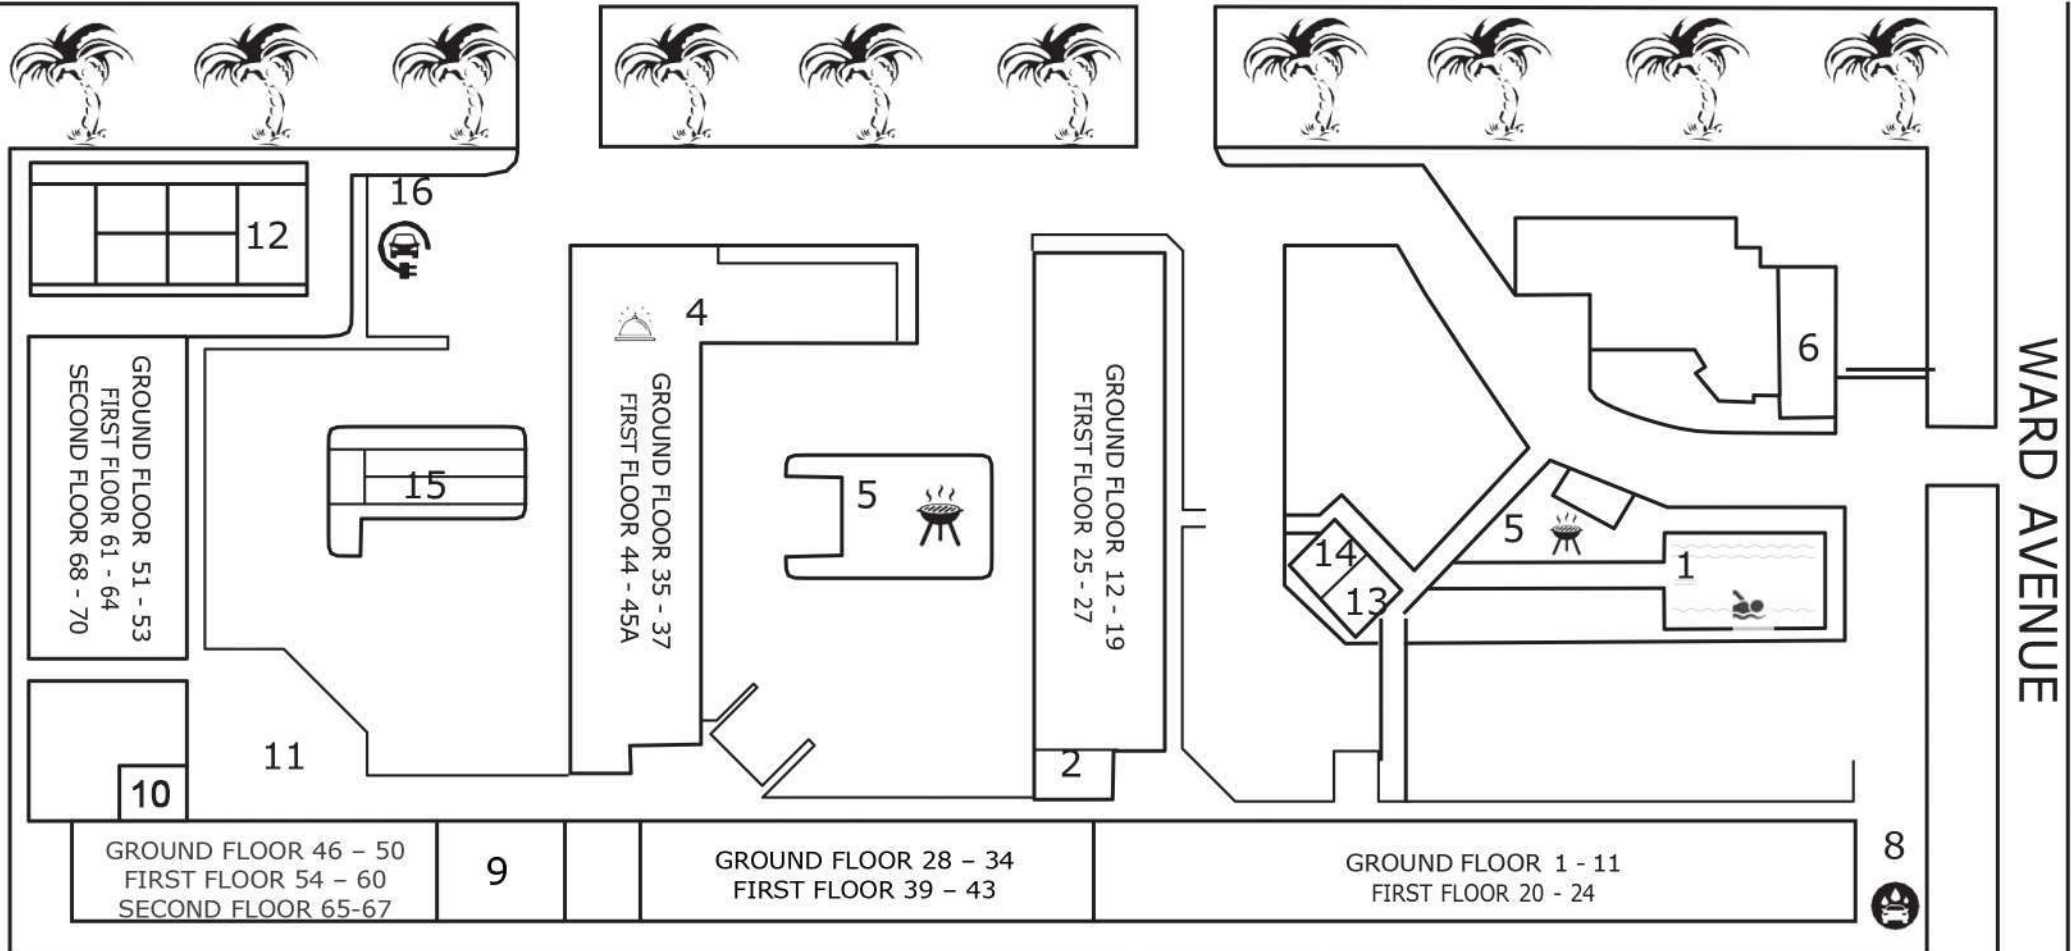 16
12
4
6
WARD AVENUE
GROUND FLOOR 51 - 53
FIRST FLOOR 61 - 64
SECOND FLOOR 68 - 70
15
GROUND FLOOR 35 - 37
FIRST FLOOR 44 - 45A
5
GROUND FLOOR 12 - 19
FIRST FLOOR 25 - 27
5
14
13
1
11
10
2
GROUND FLOOR 46 – 50
FIRST FLOOR 54 – 60
SECOND FLOOR 65-67
9
GROUND FLOOR 28 – 34
FIRST FLOOR 39 – 43
GROUND FLOOR 1 - 11
FIRST FLOOR 20 - 24
8